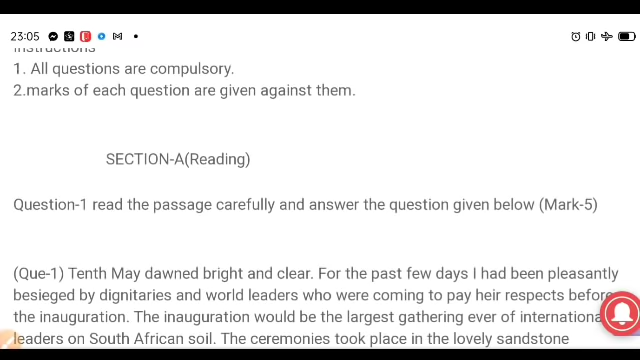 23:05
Instructions
1. All questions are compulsory.
2.marks of each question are given against them.
SECTION-A(Reading)
Question-1 read the passage carefully and answer the question given below (Mark-5)
(Que-1) Tenth May dawned bright and clear. For the past few days I had been pleasantly
besieged by dignitaries and world leaders who were coming to pay heir respects before
the inauguration. The inauguration would be the largest gathering ever of international
leaders on South African soil. The ceremonies took place in the lovely sandstone